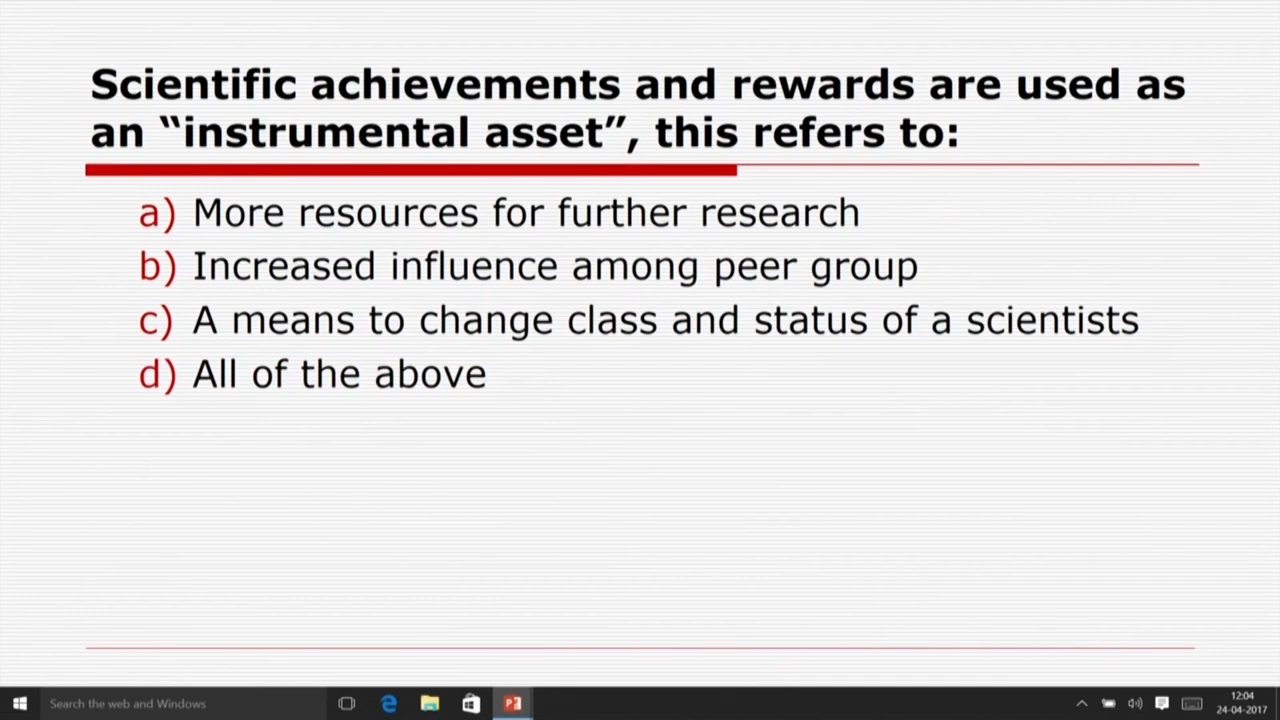 Scientific achievements and rewards are used as
an “instrumental asset”, this refers to:
a) More resources for further research
b) Increased influence among peer group
c) A means to change class and status of a scientists
d) All of the above
Search the web and Windows
12:04
24-04-2017